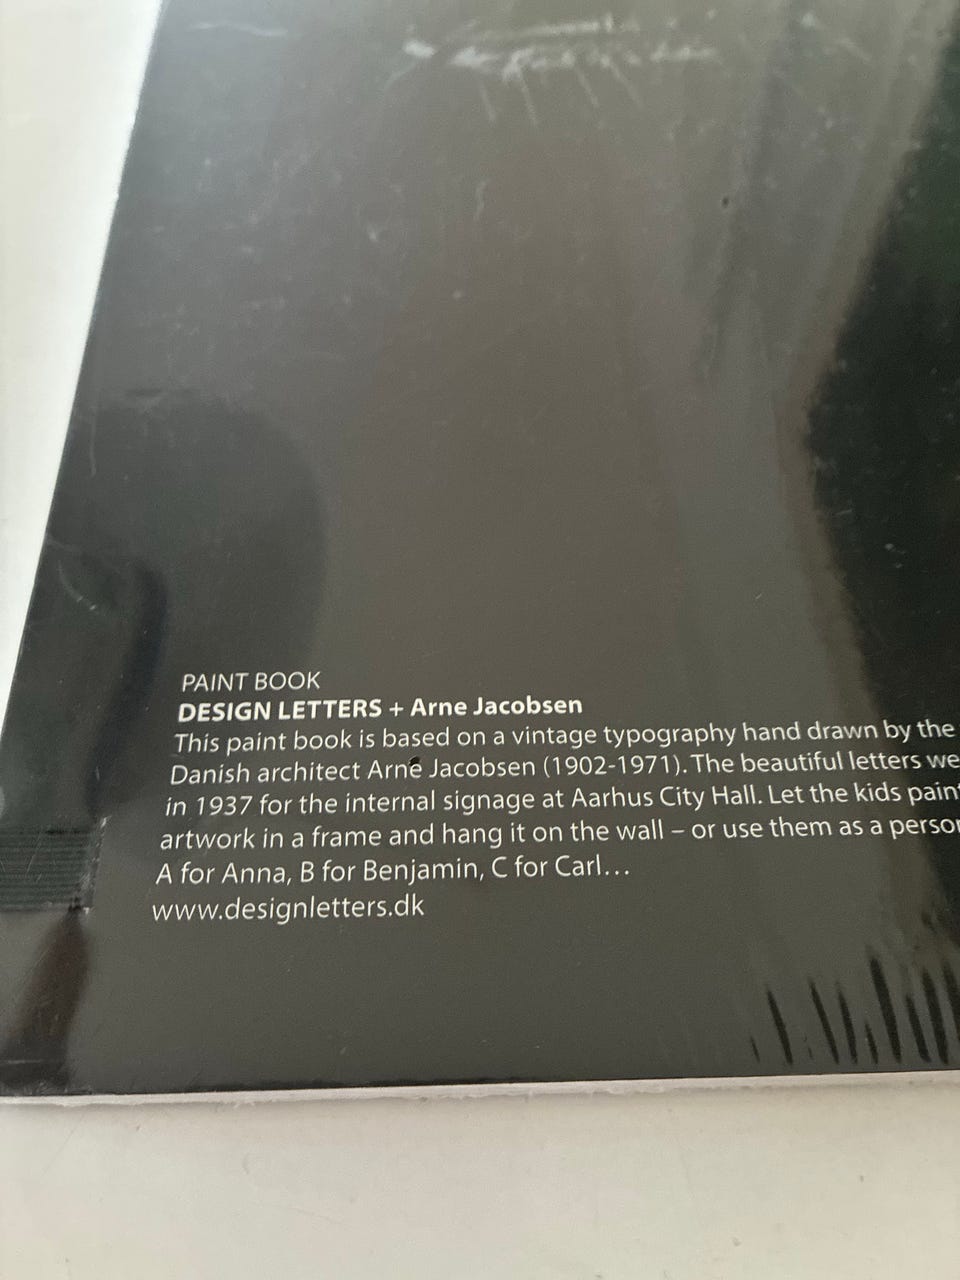 PAINT BOOK
DESIGN LETTERS + Arne Jacobsen
This paint book is based on a vintage typography hand drawn by the
Danish architect Arne Jacobsen (1902-1971). The beautiful letters we
in 1937 for the internal signage at Aarhus City Hall. Let the kids pain
artwork in a frame and hang it on the wall – or use them as a person
A for Anna, B for Benjamin, C for Carl...
www.designletters.dk